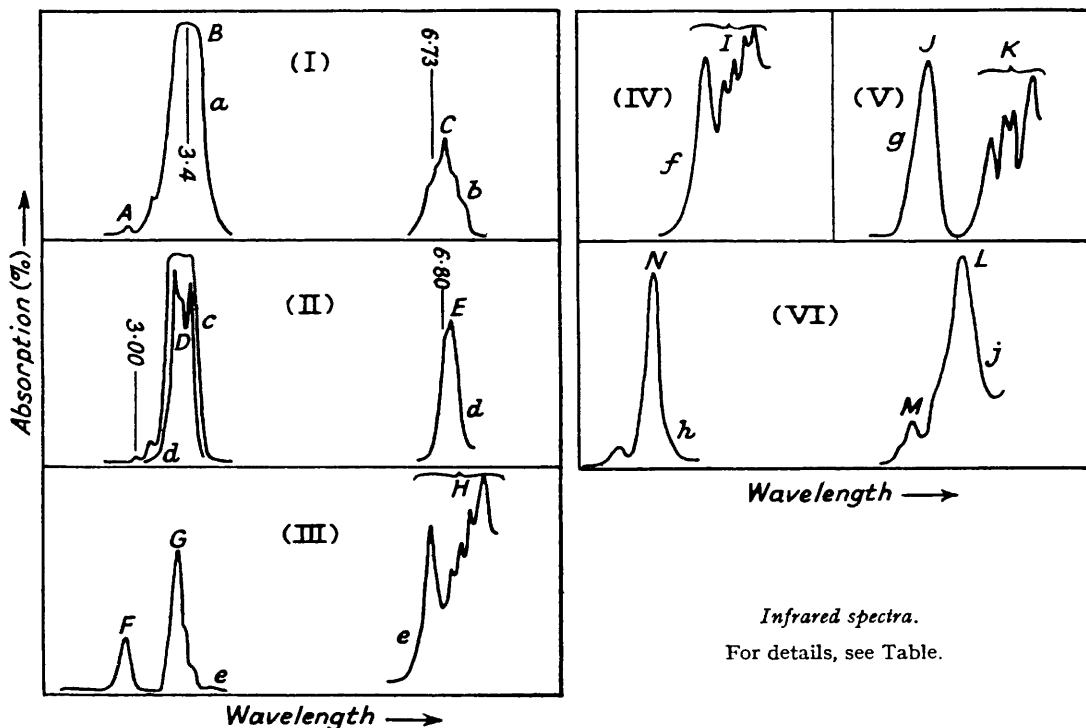 Absorption (%) →
(I)
A
B
a
3·4
6·73
C
b
(II)
3·00
D
c
d
6·80
E
d
(III)
F
G
e
e
H
Wavelength →
(IV)
f
I
(V)
g
J
K
(VI)
N
h
M
L
j
Wavelength →
Infrared spectra.
For details, see Table.